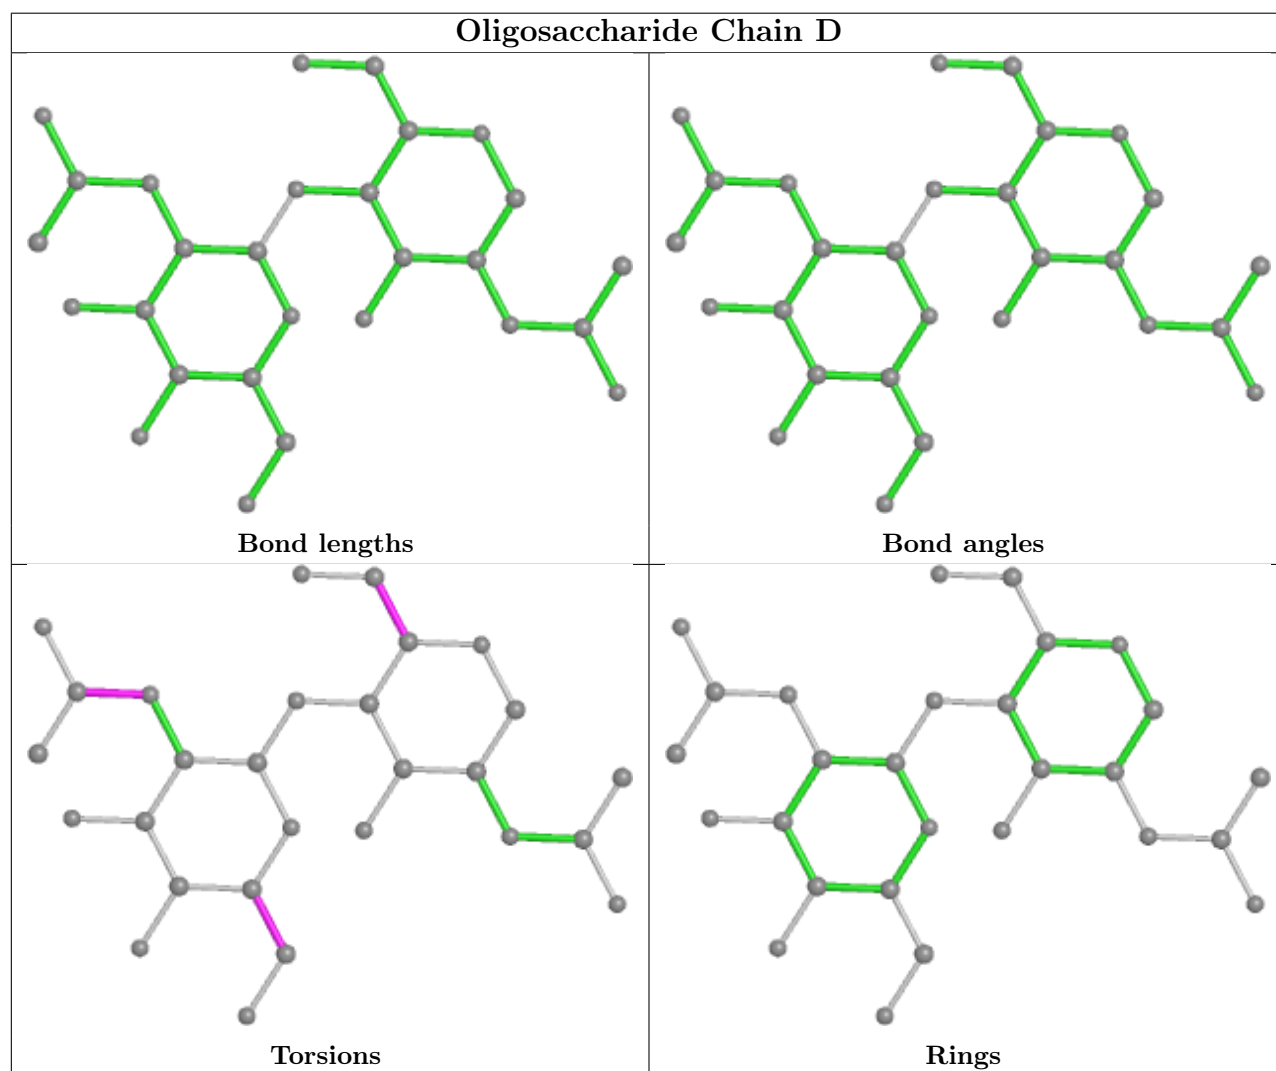 Oligosaccharide Chain D
Bond lengths
Bond angles
Torsions
Rings